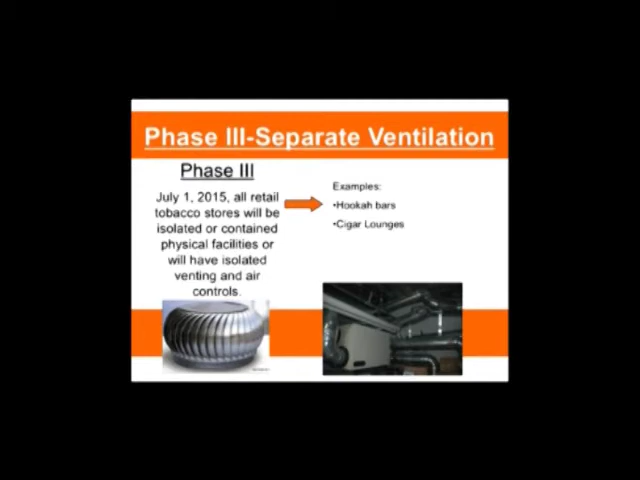 Phase III-Separate Ventilation
Phase III
July 1, 2015, all retail
tobacco stores will be
isolated or contained
physical facilities or
will have isolated
venting and air
controls.
Examples:
•Hookah bars
•Cigar Lounges